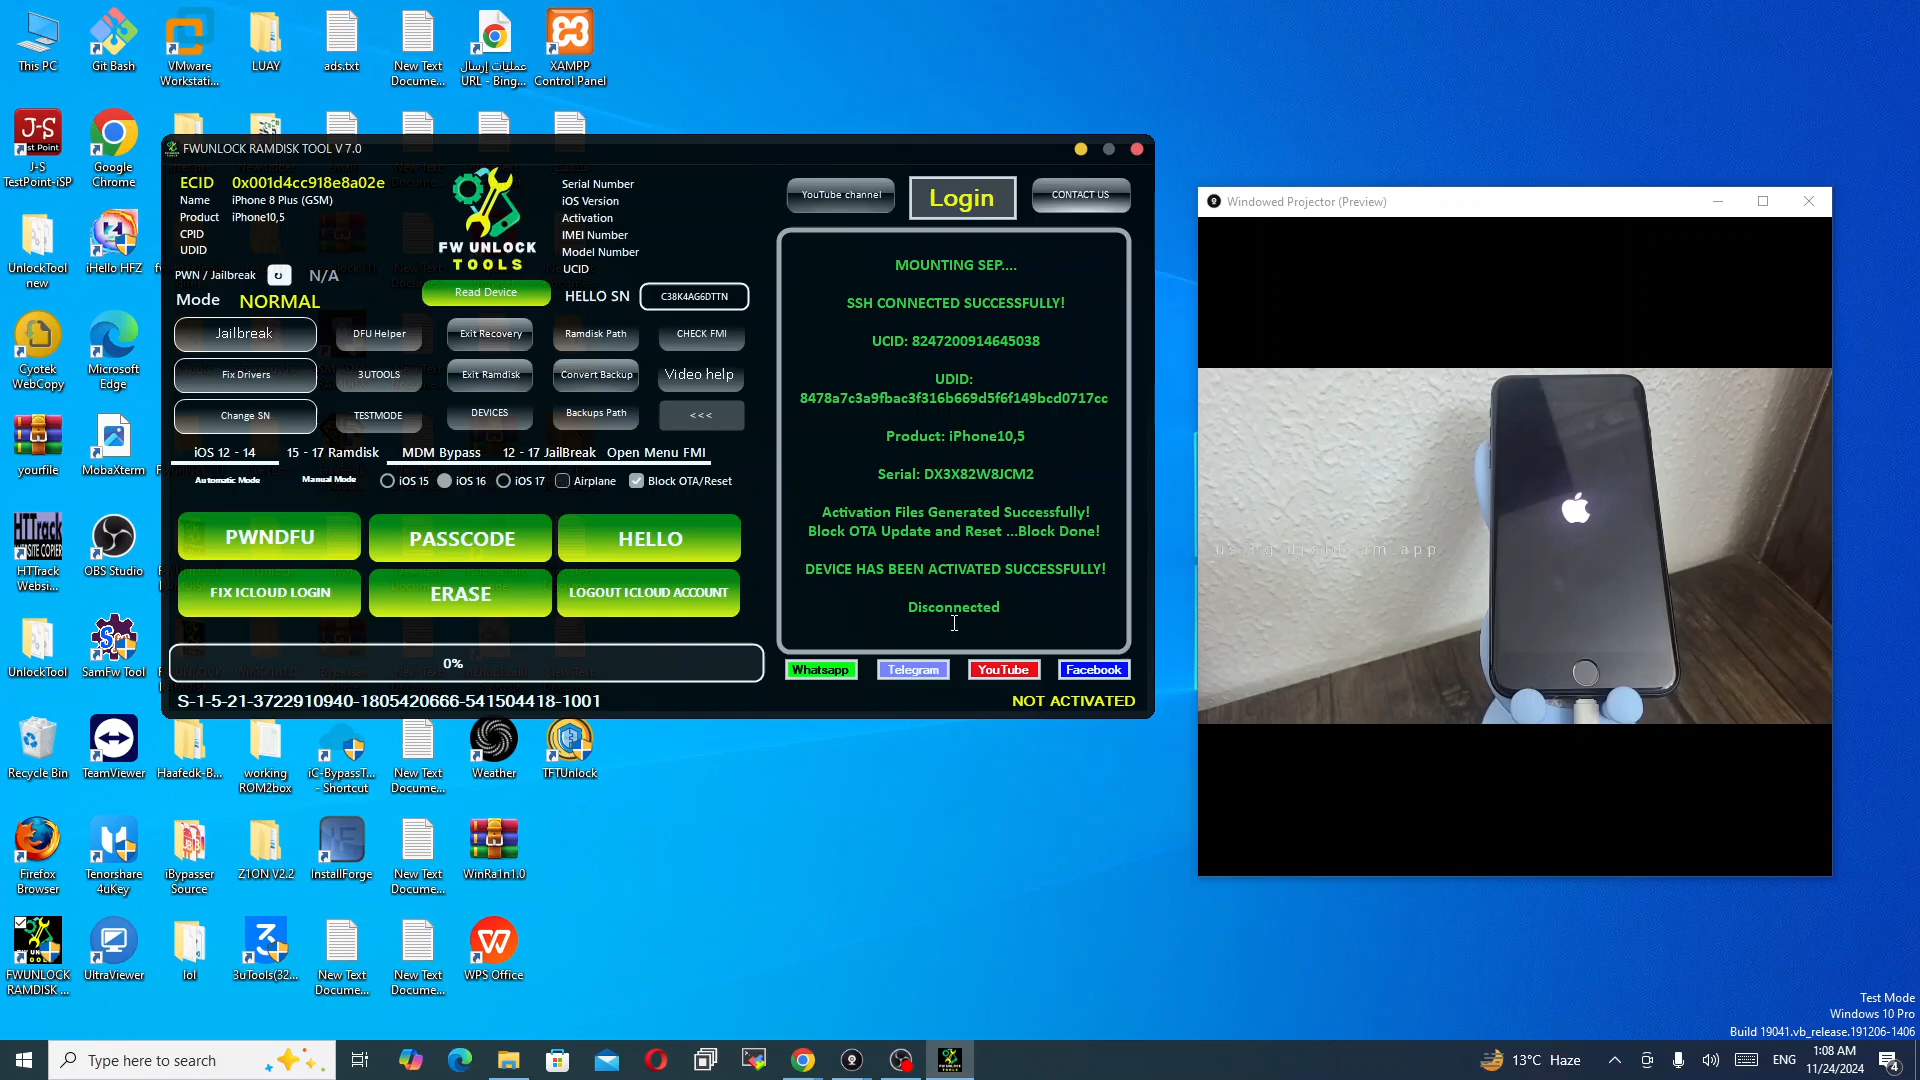 This PC
Git Bash
VMware
Workstati...
LUAY
ads.txt
New Text
Docume...
عمليات إرسال
URL - Bing...
XAMPP
Control Panel
J-S
TestPoint-iSP
Google
Chrome
UnlockTool
new
iHello HFZ
Cyotek
WebCopy
Microsoft
Edge
yourfile
MobaXterm
HTTrack
Websi...
OBS Studio
UnlockTool
SamFw Tool
Recycle Bin
TeamViewer
Haafedk-B...
working
ROM2box
iC-BypassT...
- Shortcut
New Text
Docume...
Weather
TFTUnlock
Firefox
Browser
Tenorshare
4uKey
iBypasser
Source
Z1ON V2.2
InstallForge
New Text
Docume...
WinRa1n1.0
FWUNLOCK
RAMDISK ...
UltraViewer
lol
3uTools(32...
New Text
Docume...
New Text
Docume...
WPS Office
FWUNLOCK RAMDISK TOOL V 7.0
ECID 0x001d4cc918e8a02e
Name iPhone 8 Plus (GSM)
Product iPhone10,5
CPID
UDID
PWN / Jailbreak N/A
Mode NORMAL
FW UNLOCK
TOOLS
Read Device
Serial Number
iOS Version
Activation
IMEI Number
Model Number
UCID
HELLO SN C38K4AG6DTTN
YouTube channel
Login
CONTACT US
Jailbreak
DFU Helper
Exit Recovery
Ramdisk Path
CHECK FMI
Fix Drivers
3UTOOLS
Exit Ramdisk
Convert Backup
Video help
Change SN
TESTMODE
DEVICES
Backups Path
<<<
iOS 12 - 14
15 - 17 Ramdisk
MDM Bypass
12 - 17 JailBreak
Open Menu FMI
Automatic Mode
Manual Mode
iOS 15
iOS 16
iOS 17
Airplane
Block OTA/Reset
PWNDFU
PASSCODE
HELLO
FIX ICLOUD LOGIN
ERASE
LOGOUT ICLOUD ACCOUNT
0%
S-1-5-21-3722910940-1805420666-541504418-1001
MOUNTING SEP....
SSH CONNECTED SUCCESSFULLY!
UCID: 8247200914645038
UDID:
8478a7c3a9fbac3f316b669d5f6f149bcd0717cc
Product: iPhone10,5
Serial: DX3X82W8JCM2
Activation Files Generated Successfully!
Block OTA Update and Reset ...Block Done!
DEVICE HAS BEEN ACTIVATED SUCCESSFULLY!
Disconnected
Whatsapp
Telegram
YouTube
Facebook
NOT ACTIVATED
Windowed Projector (Preview)
Test Mode
Windows 10 Pro
Build 19041.vb_release.191206-1406
Type here to search
13°C Haze
ENG
1:08 AM
11/24/2024
4